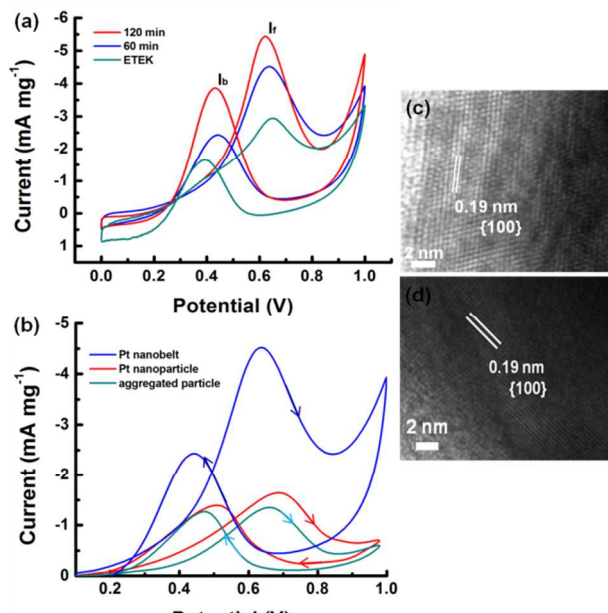 (a)
120 min
60 min
ETEK
Ib
If
Current (mA mg⁻¹)
-6
-5
-4
-3
-2
-1
0
1
0.0 0.2 0.4 0.6 0.8 1.0
Potential (V)
(b)
Pt nanobelt
Pt nanoparticle
aggregated particle
Current (mA mg⁻¹)
-5
-4
-3
-2
-1
0
0.2 0.4 0.6 0.8 1.0
Potential (V)
(c)
0.19 nm
{100}
2 nm
(d)
0.19 nm
{100}
2 nm